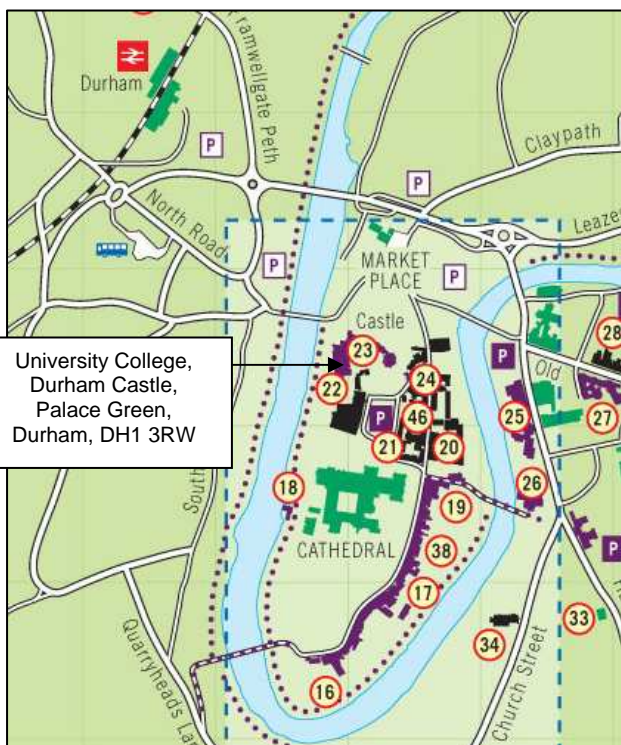 Framwellgate Peth
Durham
P
Claypath
P
North Road
Leazes
P
MARKET
PLACE
P
Castle
University College,
Durham Castle,
Palace Green,
Durham, DH1 3RW
23
22
24
P
28
Old
P
46
25
27
21
20
18
South
26
19
CATHEDRAL
38
P
17
33
34
Quarryheads Lan
16
Church Street